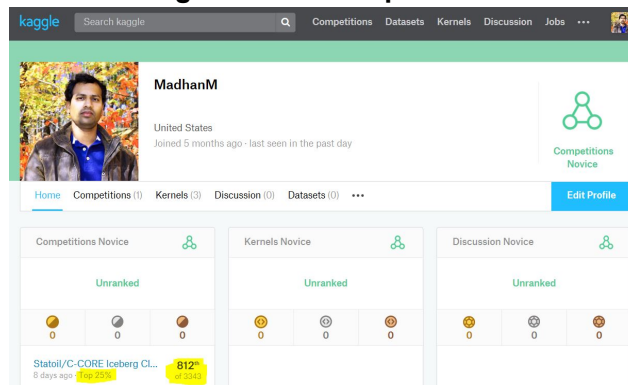 kaggle Search kaggle Competitions Datasets Kernels Discussion Jobs •••
MadhanM
United States
Joined 5 months ago · last seen in the past day
Competitions
Novice
Home Competitions (1) Kernels (3) Discussion (0) Datasets (0) ••• Edit Profile
Competitions Novice Kernels Novice Discussion Novice
Unranked Unranked Unranked
0 0 0 0 0 0 0 0 0
Statoil/C-CORE Iceberg Cl... 812th
8 days ago · Top 25% of 3343